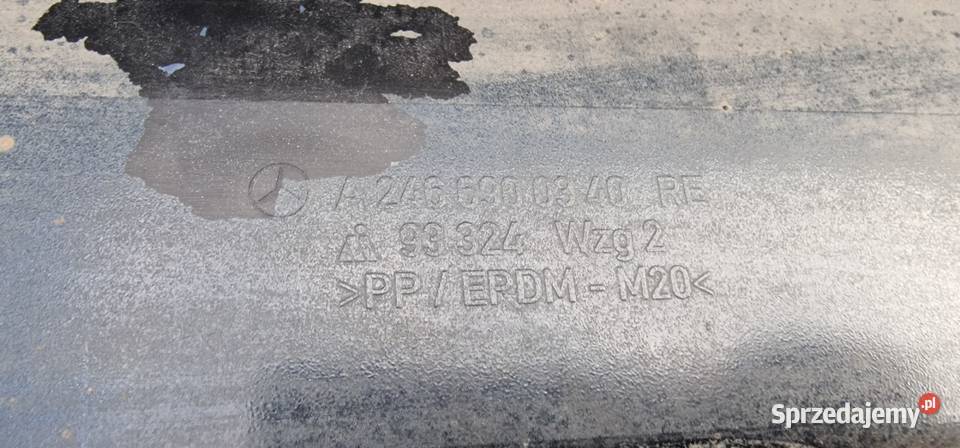 A 246 690 03 40 RE
93 324 Wzg 2
>PP / EPDM - M20<
Sprzedajemy.pl